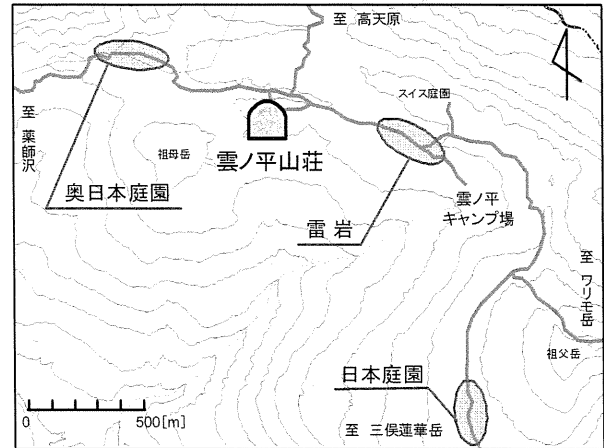 至 高天原
スイス庭園
至 薬師沢
祖母岳
雲ノ平山荘
奥日本庭園
雷岩
雲ノ平
キャンプ場
至 ワリモ岳
祖父岳
日本庭園
至 三俣蓮華岳
0 500[m]